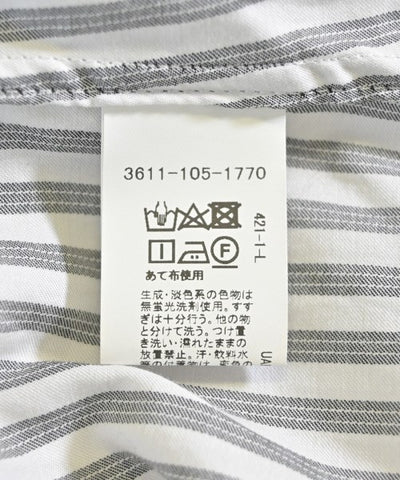 3611-105-1770
F
あて布使用
生成・淡色系の色物は
無蛍光洗剤使用。すす
ぎは十分行う。他の物
と分けて洗う。つけ置
き洗い・濡れたままの
放置禁止。汗・飲料水
421-1-L
UA